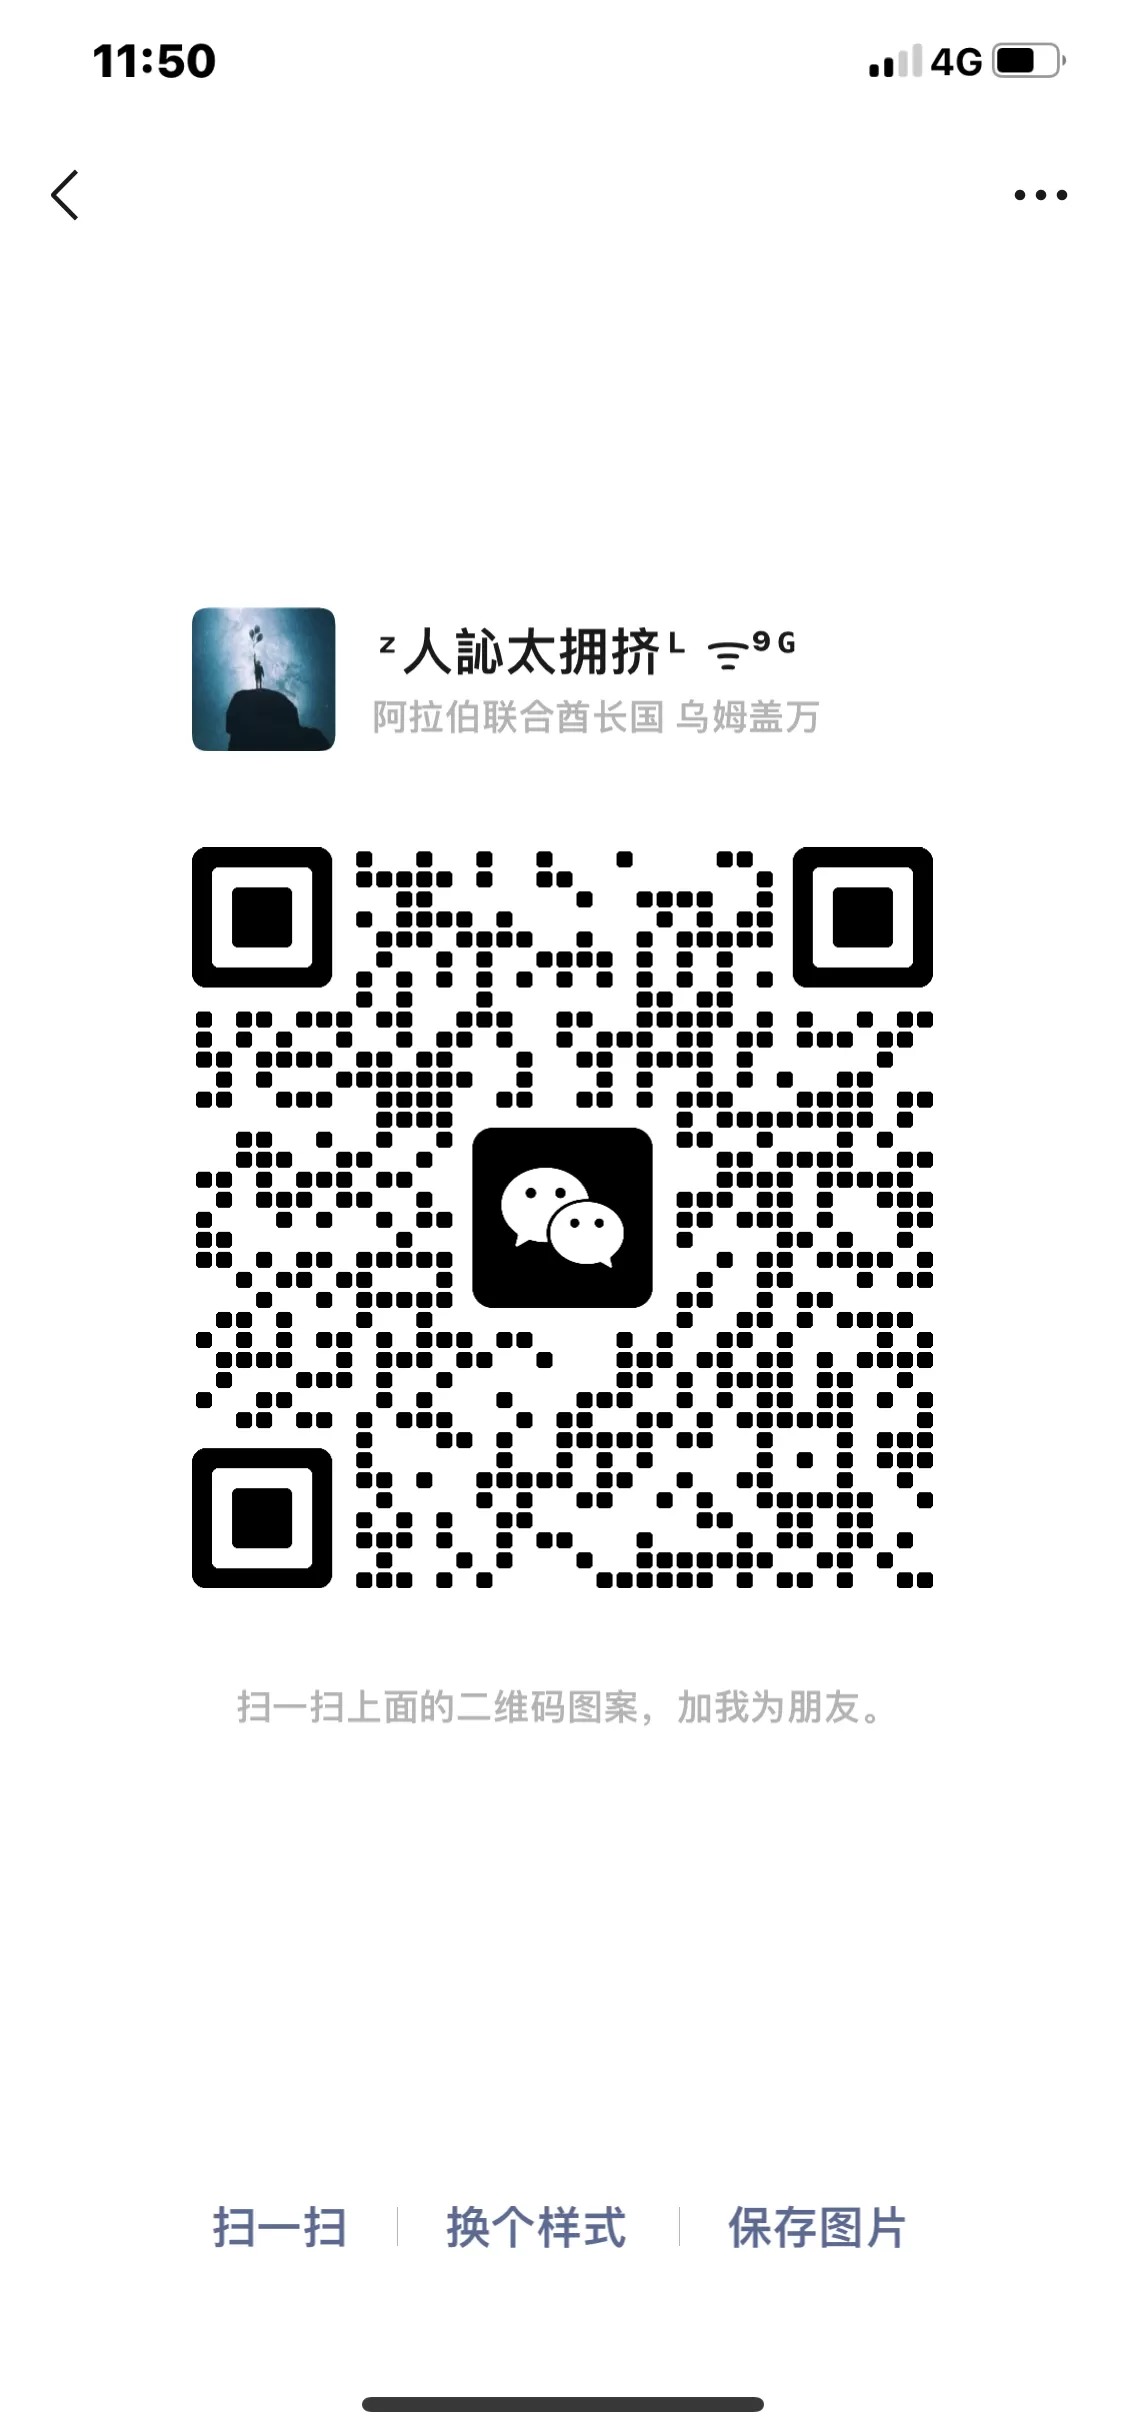 11:50 4G
ᶻ人訫太拥挤ᴸ ⁹ᴳ
阿拉伯联合酋长国 乌姆盖万
扫一扫上面的二维码图案，加我为朋友。
扫一扫 换个样式 保存图片